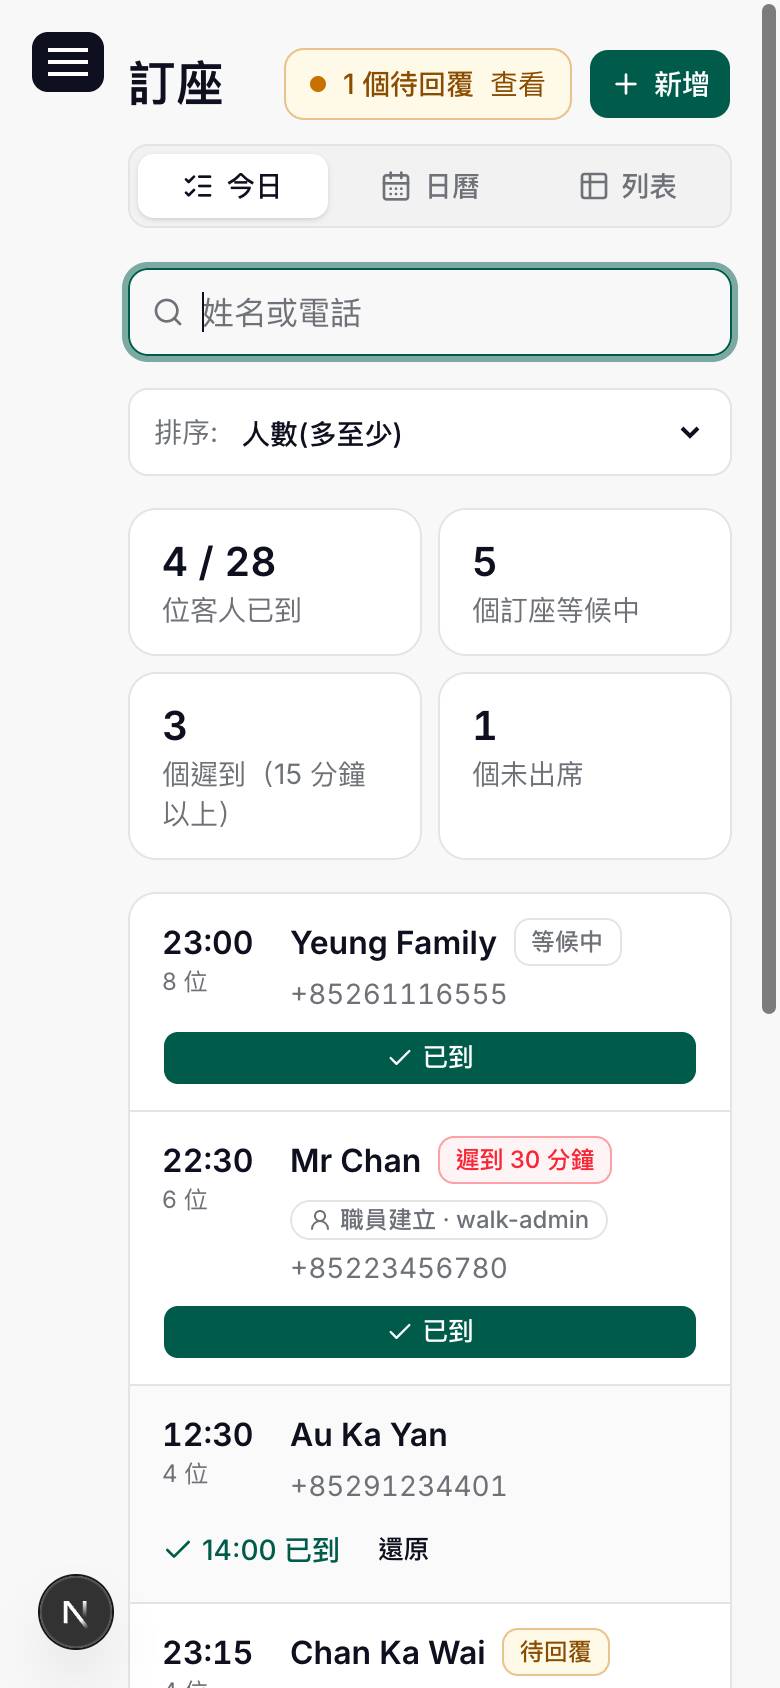 訂座
1 個待回覆 查看
新增
今日
日曆
列表
姓名或電話
排序: 人數(多至少)
4 / 28
位客人已到
5
個訂座等候中
3
個遲到（15 分鐘
以上）
1
個未出席
23:00 Yeung Family 等候中
8 位
+85261116555
已到
22:30 Mr Chan 遲到 30 分鐘
6 位
職員建立 · walk-admin
+85223456780
已到
12:30 Au Ka Yan
4 位
+85291234401
14:00 已到 還原
N
23:15 Chan Ka Wai 待回覆